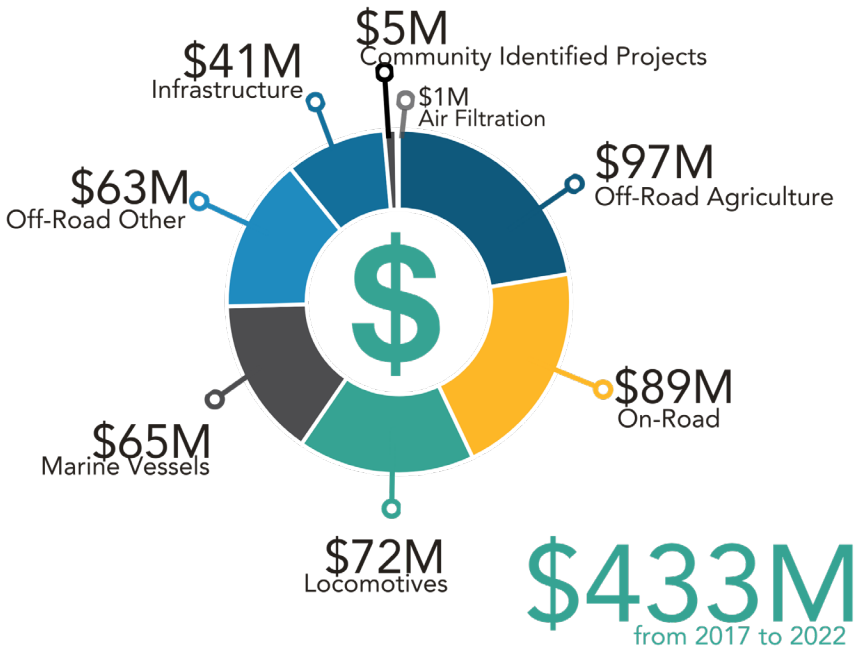 $5M
Community Identified Projects
$1M
Air Filtration
$97M
Off-Road Agriculture
$89M
On-Road
$72M
Locomotives
$65M
Marine Vessels
$63M
Off-Road Other
$41M
Infrastructure
$
$433M
from 2017 to 2022